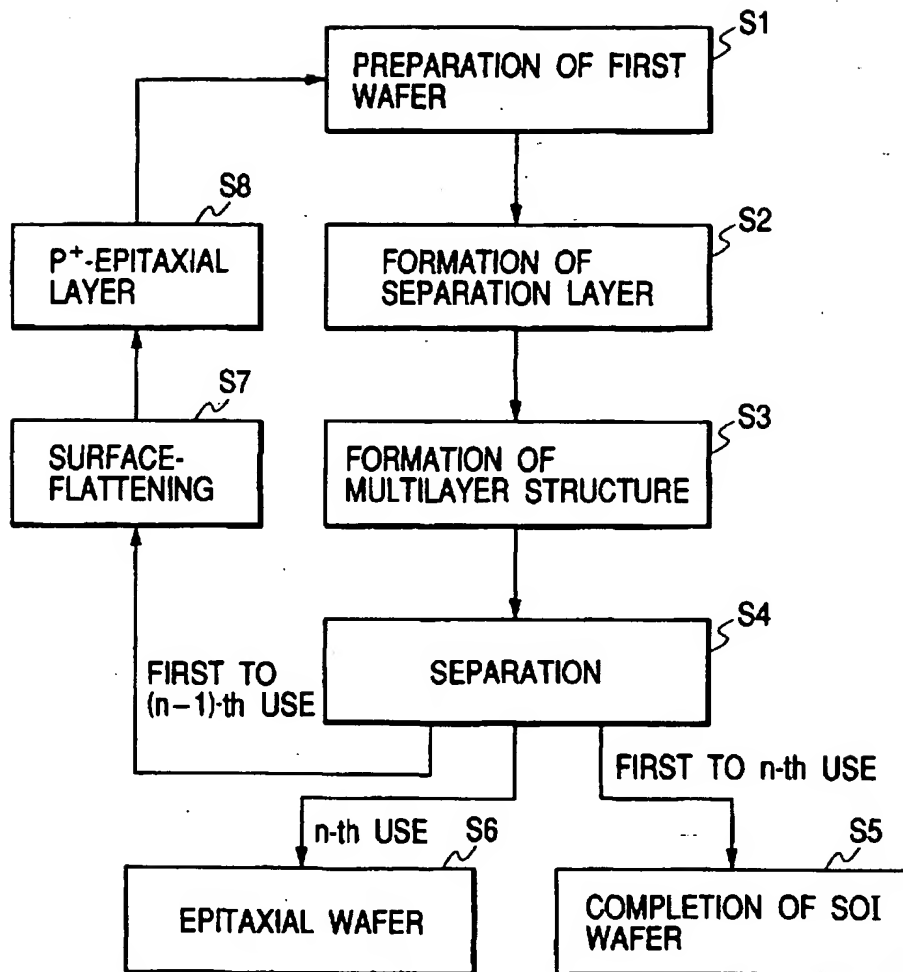 S1
PREPARATION OF FIRST
WAFER
S8
P+-EPITAXIAL
LAYER
S2
FORMATION OF
SEPARATION LAYER
S7
SURFACE-
FLATTENING
S3
FORMATION OF
MULTILAYER STRUCTURE
S4
SEPARATION
FIRST TO
(n-1)-th USE
FIRST TO n-th USE
n-th USE
S6
EPITAXIAL WAFER
S5
COMPLETION OF SOI
WAFER